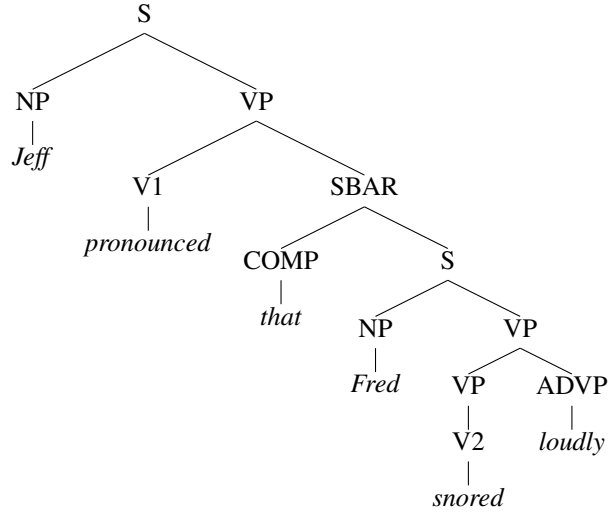 S
NP VP
Jeff
V1 SBAR
pronounced
COMP S
that
NP VP
Fred
VP ADVP
V2 loudly
snored